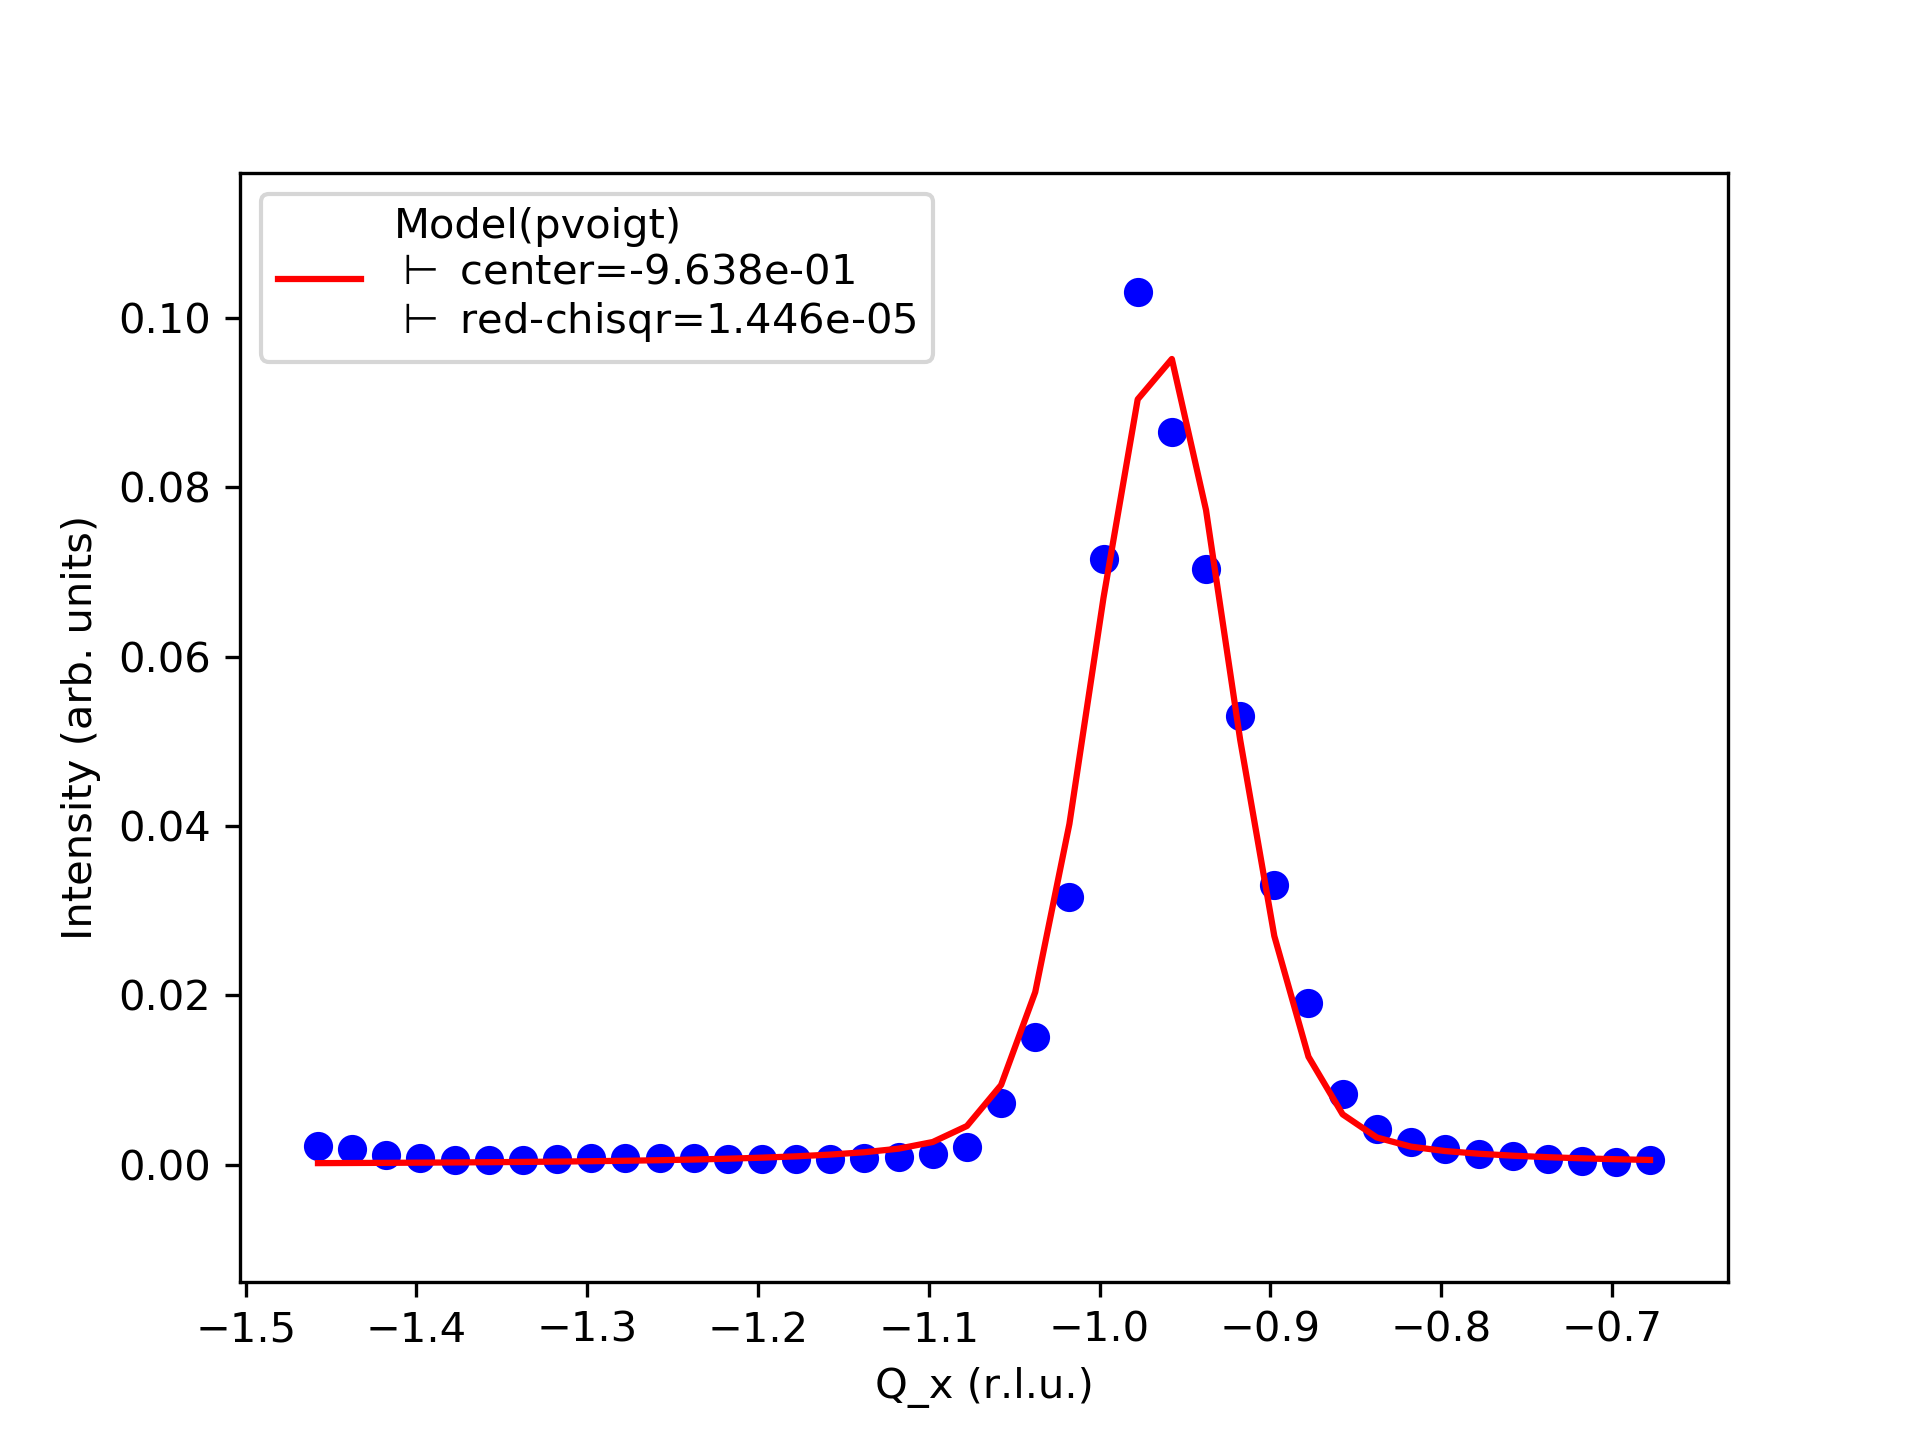 Model(pvoigt)
⊢ center=-9.638e-01
⊢ red-chisqr=1.446e-05
0.10
0.08
0.06
0.04
0.02
0.00
Intensity (arb. units)
−1.5 −1.4 −1.3 −1.2 −1.1 −1.0 −0.9 −0.8 −0.7
Q_x (r.l.u.)